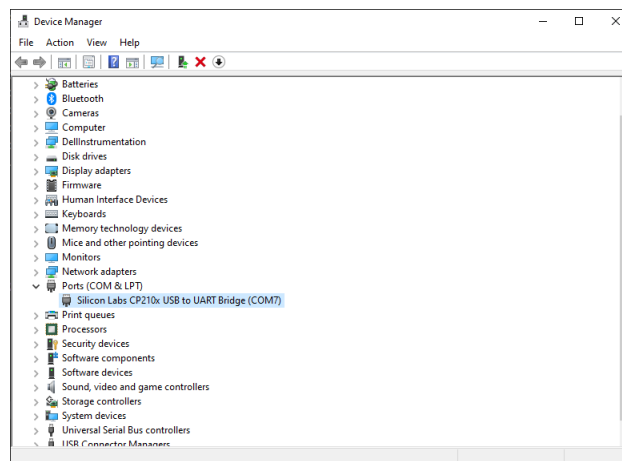 Device Manager
File Action View Help
Batteries
Bluetooth
Cameras
Computer
DellInstrumentation
Disk drives
Display adapters
Firmware
Human Interface Devices
Keyboards
Memory technology devices
Mice and other pointing devices
Monitors
Network adapters
Ports (COM & LPT)
Silicon Labs CP210x USB to UART Bridge (COM7)
Print queues
Processors
Security devices
Software components
Software devices
Sound, video and game controllers
Storage controllers
System devices
Universal Serial Bus controllers
USB Connector Managers